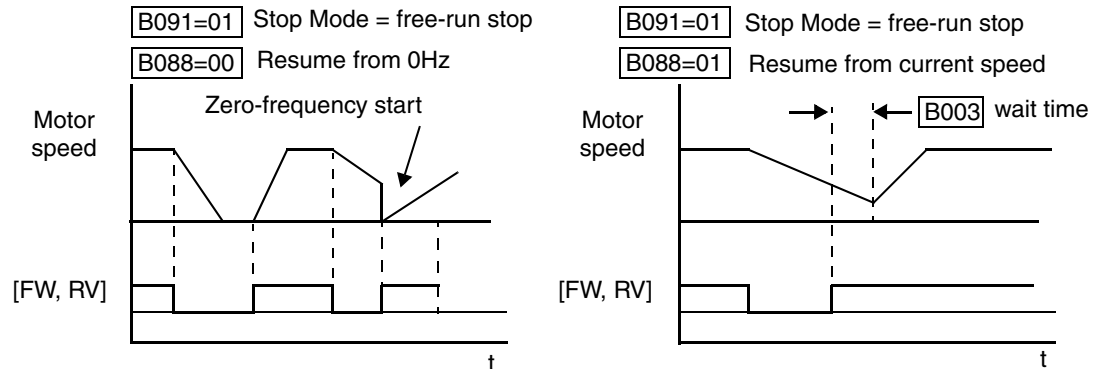 B091=01 Stop Mode = free-run stop
B088=00 Resume from 0Hz
Zero-frequency start
Motor
speed
[FW, RV]
t
B091=01 Stop Mode = free-run stop
B088=01 Resume from current speed
B003 wait time
Motor
speed
[FW, RV]
t